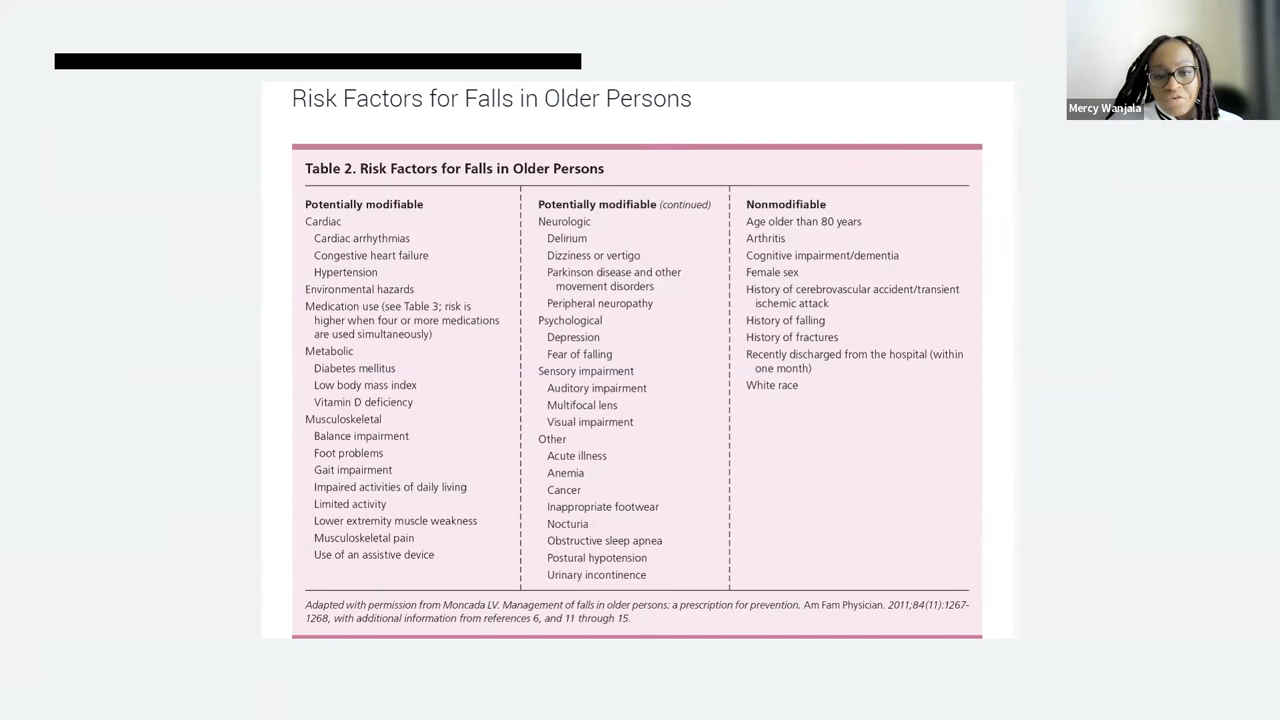 Risk Factors for Falls in Older Persons
Table 2. Risk Factors for Falls in Older Persons
Potentially modifiable
Cardiac
Cardiac arrhythmias
Congestive heart failure
Hypertension
Environmental hazards
Medication use (see Table 3; risk is
higher when four or more medications
are used simultaneously)
Metabolic
Diabetes mellitus
Low body mass index
Vitamin D deficiency
Musculoskeletal
Balance impairment
Foot problems
Gait impairment
Impaired activities of daily living
Limited activity
Lower extremity muscle weakness
Musculoskeletal pain
Use of an assistive device
Potentially modifiable (continued)
Neurologic
Delirium
Dizziness or vertigo
Parkinson disease and other
movement disorders
Peripheral neuropathy
Psychological
Depression
Fear of falling
Sensory impairment
Auditory impairment
Multifocal lens
Visual impairment
Other
Acute illness
Anemia
Cancer
Inappropriate footwear
Nocturia
Obstructive sleep apnea
Postural hypotension
Urinary incontinence
Nonmodifiable
Age older than 80 years
Arthritis
Cognitive impairment/dementia
Female sex
History of cerebrovascular accident/transient
ischemic attack
History of falling
History of fractures
Recently discharged from the hospital (within
one month)
White race
Adapted with permission from Moncada LV. Management of falls in older persons: a prescription for prevention. Am Fam Physician. 2011;84(11):1267-
1268, with additional information from references 6, and 11 through 15.
Mercy Wanjala